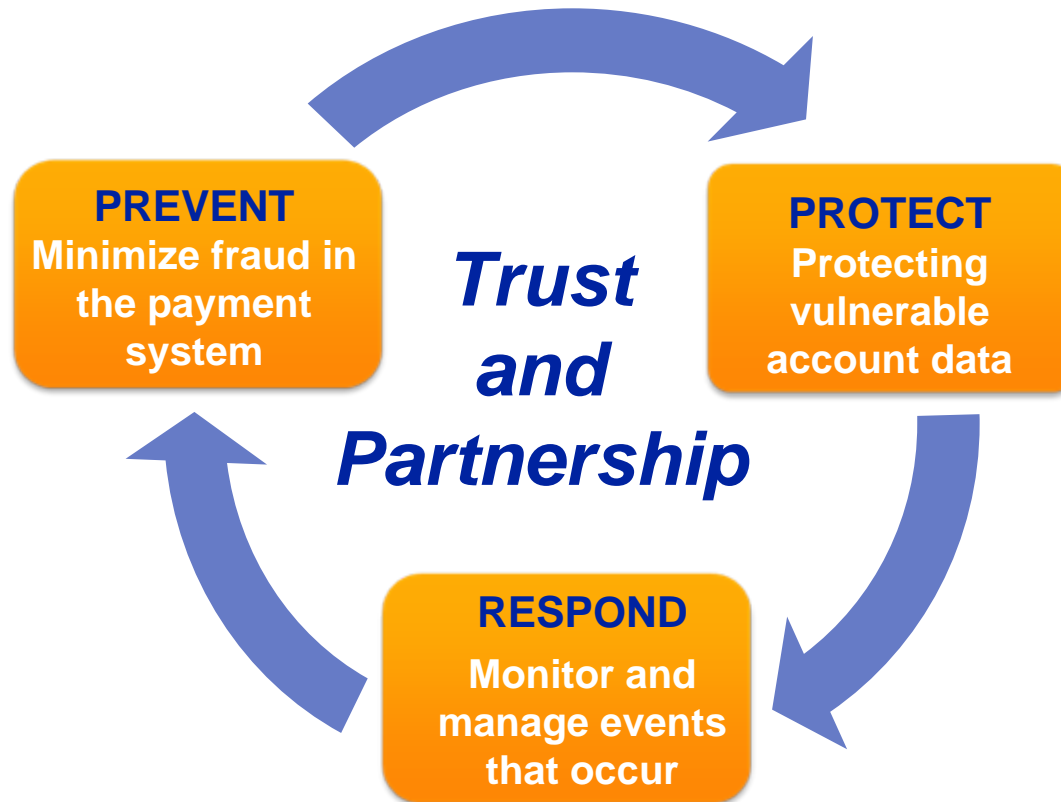 PREVENT
Minimize fraud in
the payment
system
Trust
and
Partnership
PROTECT
Protecting
vulnerable
account data
RESPOND
Monitor and
manage events
that occur